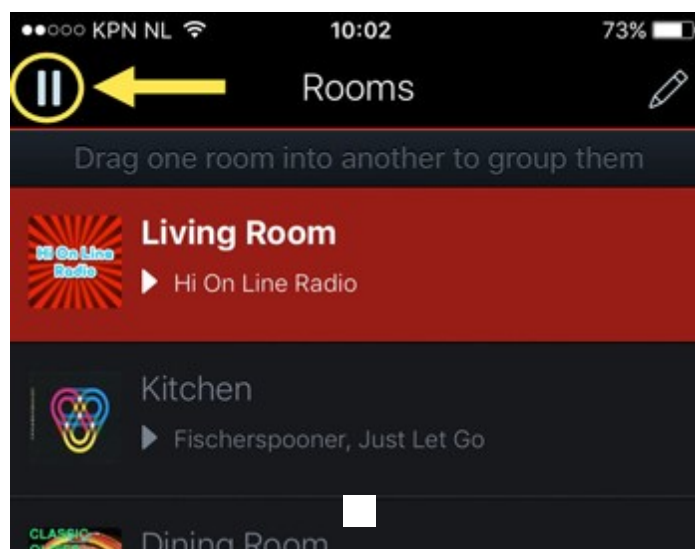 KPN NL 10:02 73%
Rooms
Drag one room into another to group them
Living Room
Hi On Line
Radio
Hi On Line Radio
Kitchen
Fischerspooner, Just Let Go
CLASSIC
Dining Room